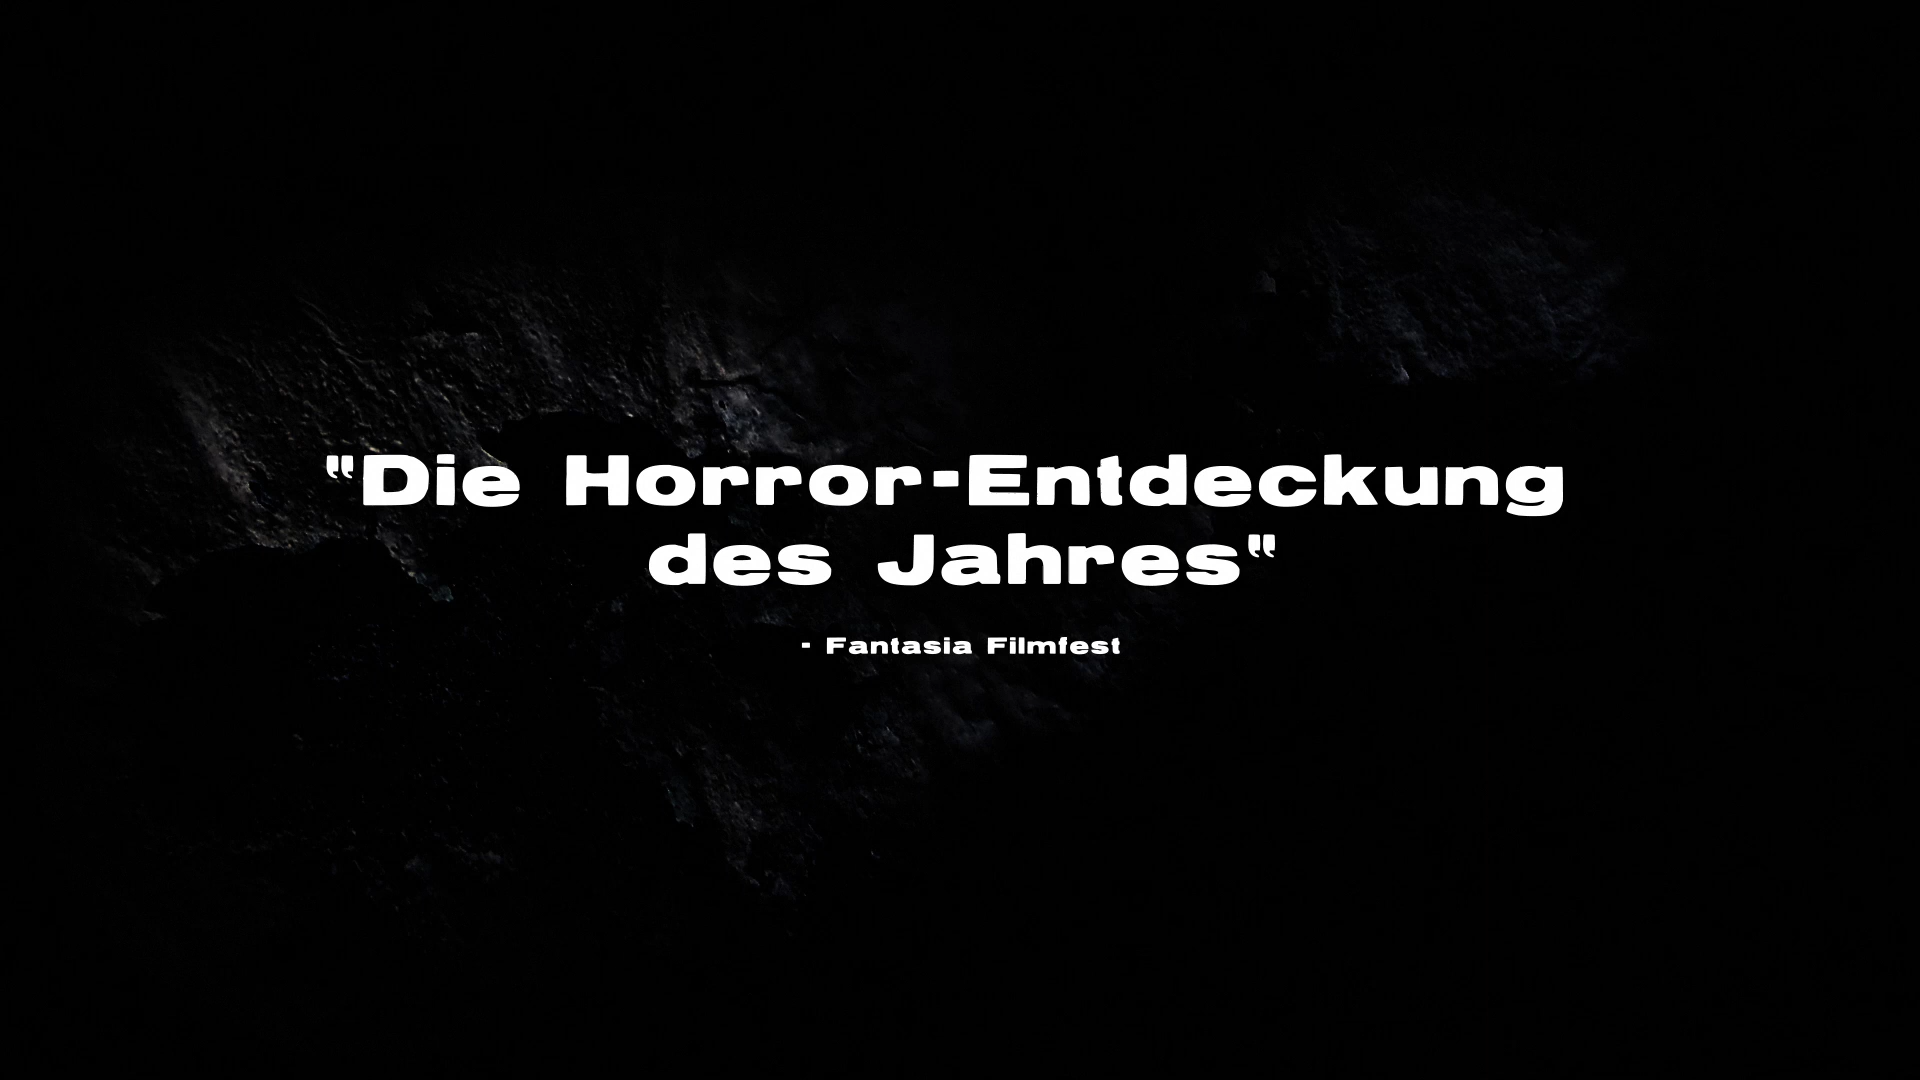 "Die Horror-Entdeckung
des Jahres"
- Fantasia Filmfest